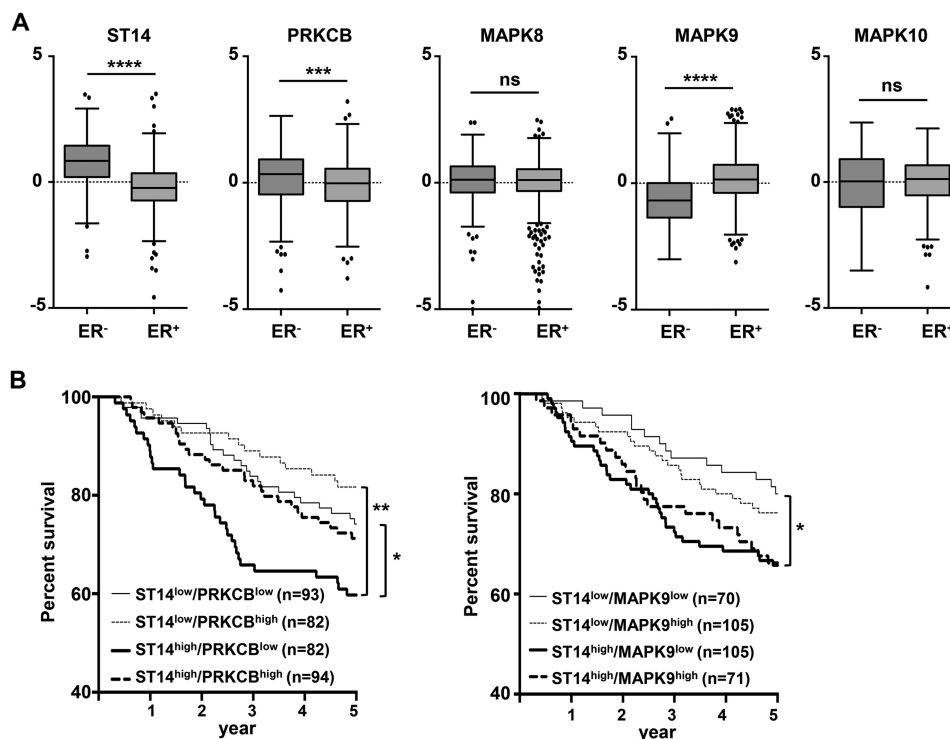 A
ST14
PRKCB
MAPK8
MAPK9
MAPK10
5 **** 5 *** 5 ns 5 **** 5 ns
0 0 0 0 0
-5 -5 -5 -5 -5
ER⁻ ER⁺ ER⁻ ER⁺ ER⁻ ER⁺ ER⁻ ER⁺ ER⁻ ER⁺
B
Percent survival
100
80
60
40
**
*
ST14low/PRKCBlow (n=93)
ST14low/PRKCBhigh (n=82)
ST14high/PRKCBlow (n=82)
ST14high/PRKCBhigh (n=94)
1 2 3 4 5
year
Percent survival
100
80
60
40
*
ST14low/MAPK9low (n=70)
ST14low/MAPK9high (n=105)
ST14high/MAPK9low (n=105)
ST14high/MAPK9high (n=71)
1 2 3 4 5
year